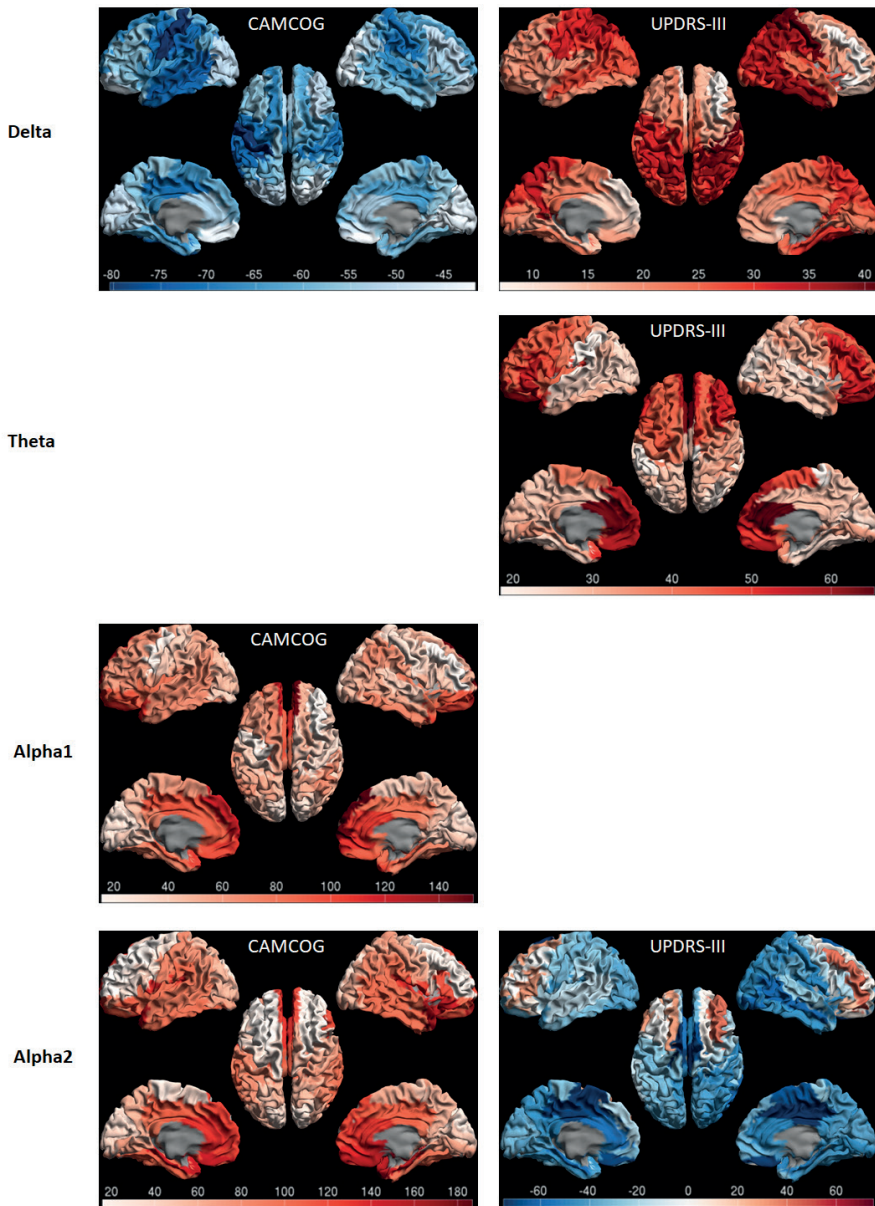 CAMCOG UPDRS-III
Delta
-80 -75 -70 -65 -60 -55 -50 -45 10 15 20 25 30 35 40
UPDRS-III
Theta
20 30 40 50 60
CAMCOG
Alpha1
20 40 60 80 100 120 140
CAMCOG UPDRS-III
Alpha2
20 40 60 80 100 120 140 160 180 -60 -40 -20 0 20 40 60